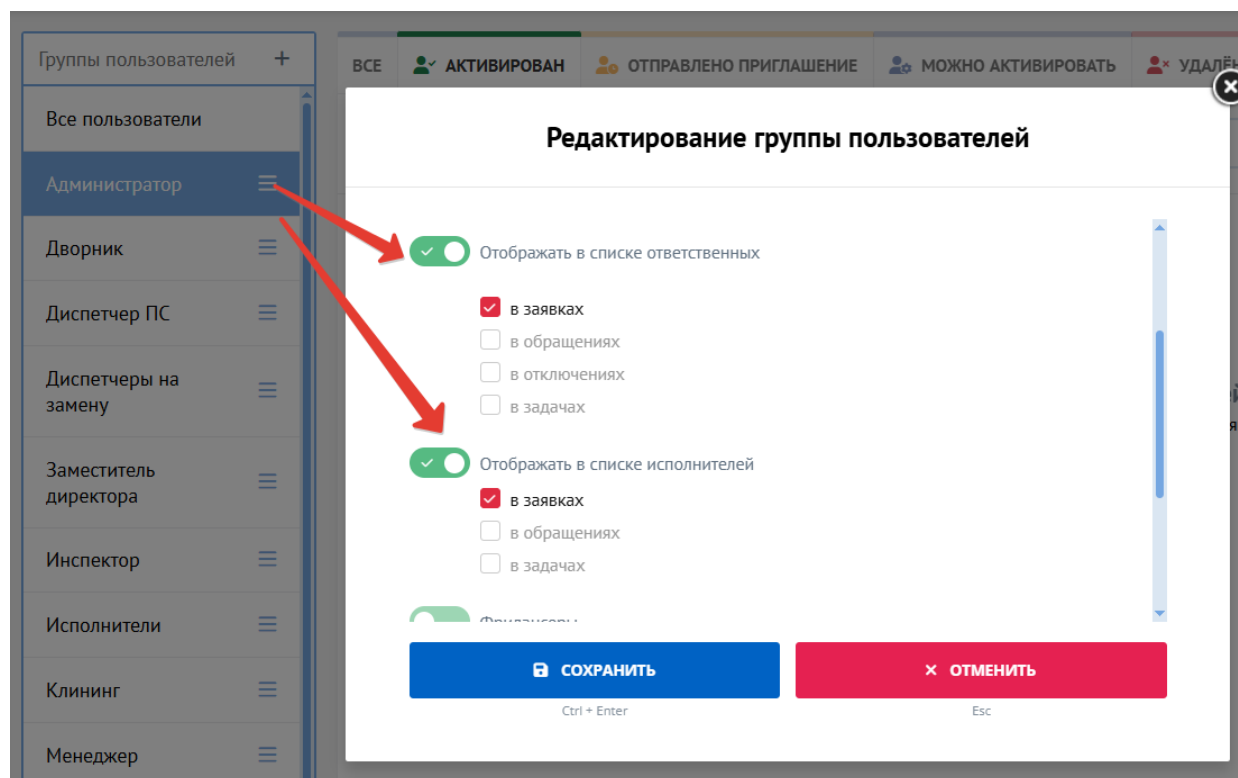 Группы пользователей +
Все пользователи
Администратор
Дворник
Диспетчер ПС
Диспетчеры на
замену
Заместитель
директора
Инспектор
Исполнители
Клининг
Менеджер
ВСЕ АКТИВИРОВАН ОТПРАВЛЕНО ПРИГЛАШЕНИЕ МОЖНО АКТИВИРОВАТЬ
Редактирование группы пользователей
Отображать в списке ответственных
в заявках
в обращениях
в отключениях
в задачах
Отображать в списке исполнителей
в заявках
в обращениях
в задачах
Фрилансеры
СОХРАНИТЬ
Ctrl + Enter
ОТМЕНИТЬ
Esc